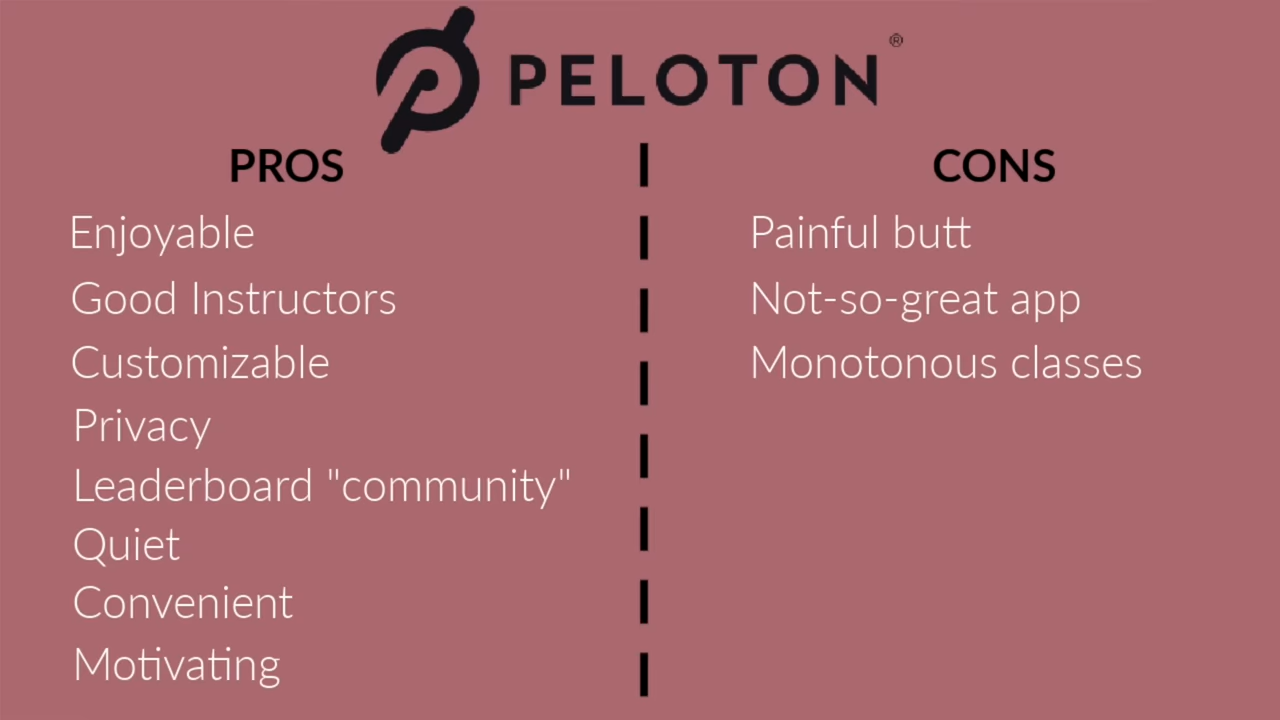 PELOTON®
PROS
Enjoyable
Good Instructors
Customizable
Privacy
Leaderboard "community"
Quiet
Convenient
Motivating
CONS
Painful butt
Not-so-great app
Monotonous classes